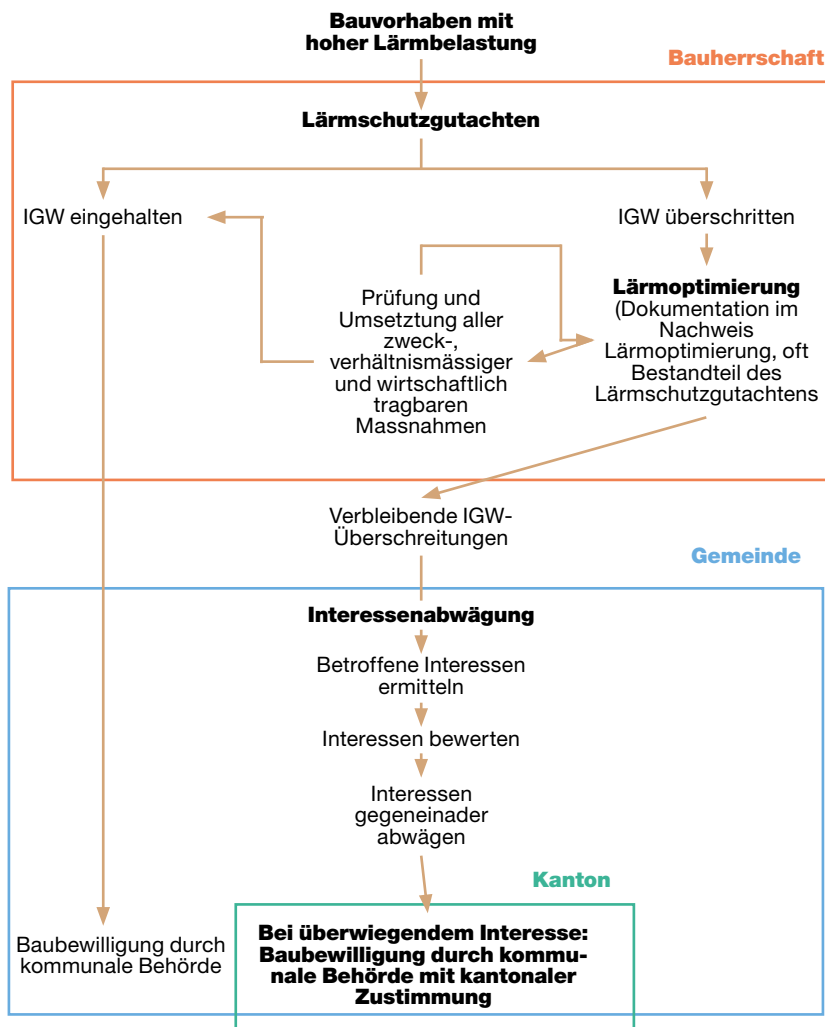 Bauvorhaben mit
hoher Lärmbelastung
Bauherrschaft
Lärmschutzgutachten
IGW eingehalten
IGW überschritten
Prüfung und
Umsetztung aller
zweck-,
verhältnismässiger
und wirtschaftlich
tragbaren
Massnahmen
Lärmoptimierung
(Dokumentation im
Nachweis
Lärmoptimierung, oft
Bestandteil des
Lärmschutzgutachtens
Verbleibende IGW-
Überschreitungen
Gemeinde
Interessenabwägung
Betroffene Interessen
ermitteln
Interessen bewerten
Interessen
gegeneinader
abwägen
Kanton
Baubewilligung durch
kommunale Behörde
Bei überwiegendem Interesse:
Baubewilligung durch kommu-
nale Behörde mit kantonaler
Zustimmung